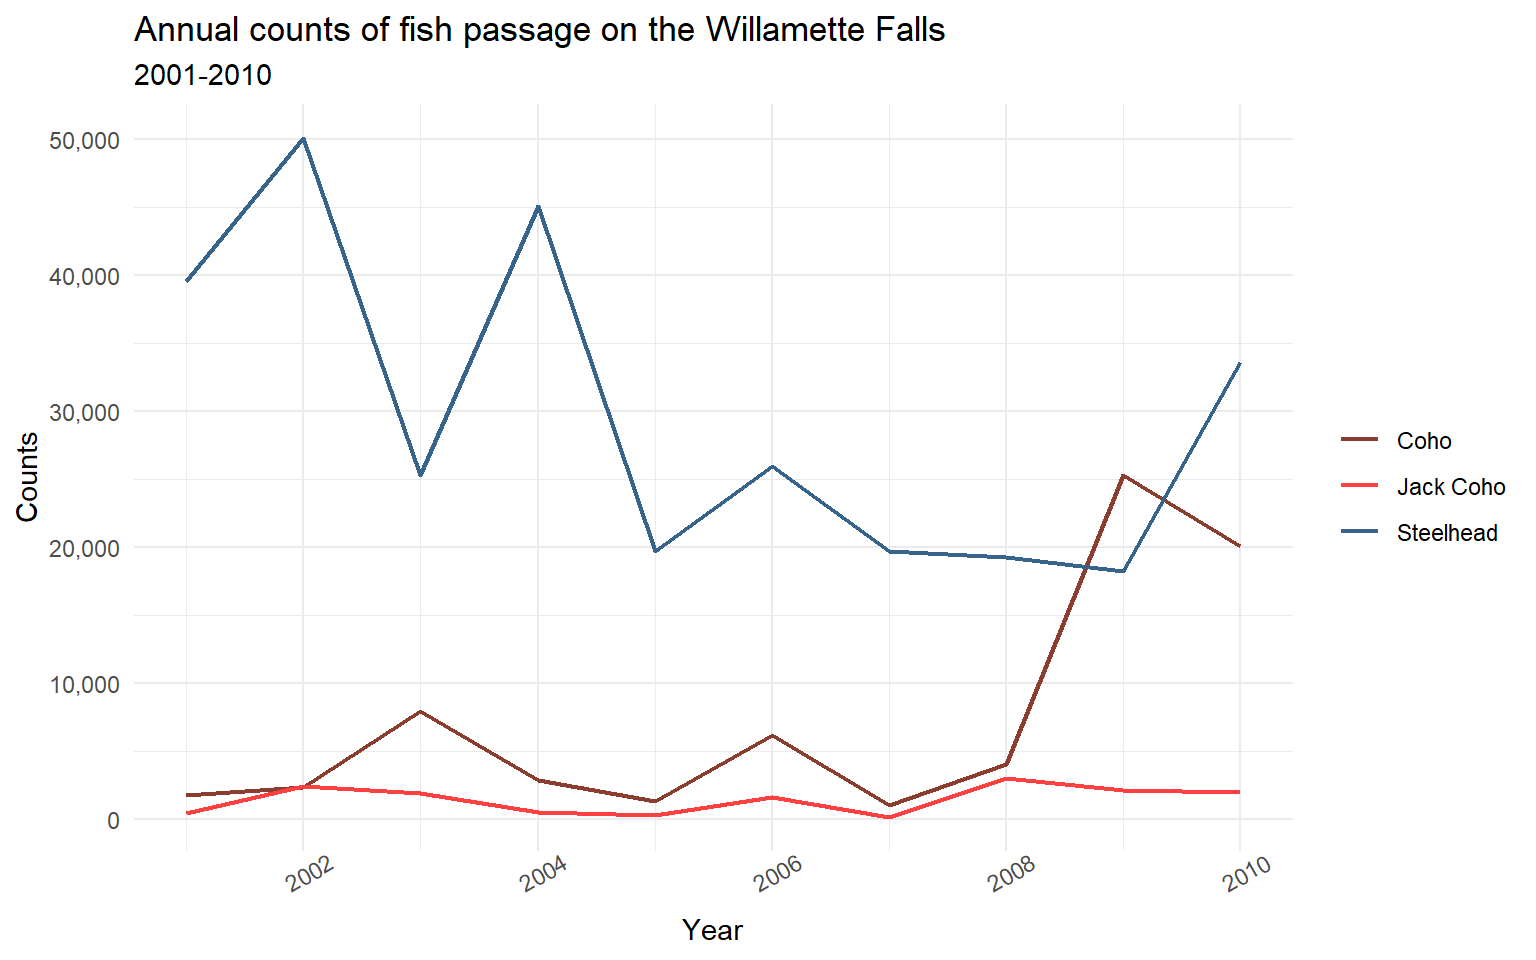 Annual counts of fish passage on the Willamette Falls
2001-2010
50,000
40,000
30,000
20,000
10,000
0
Counts
2002
2004
2006
2008
2010
Year
Coho
Jack Coho
Steelhead